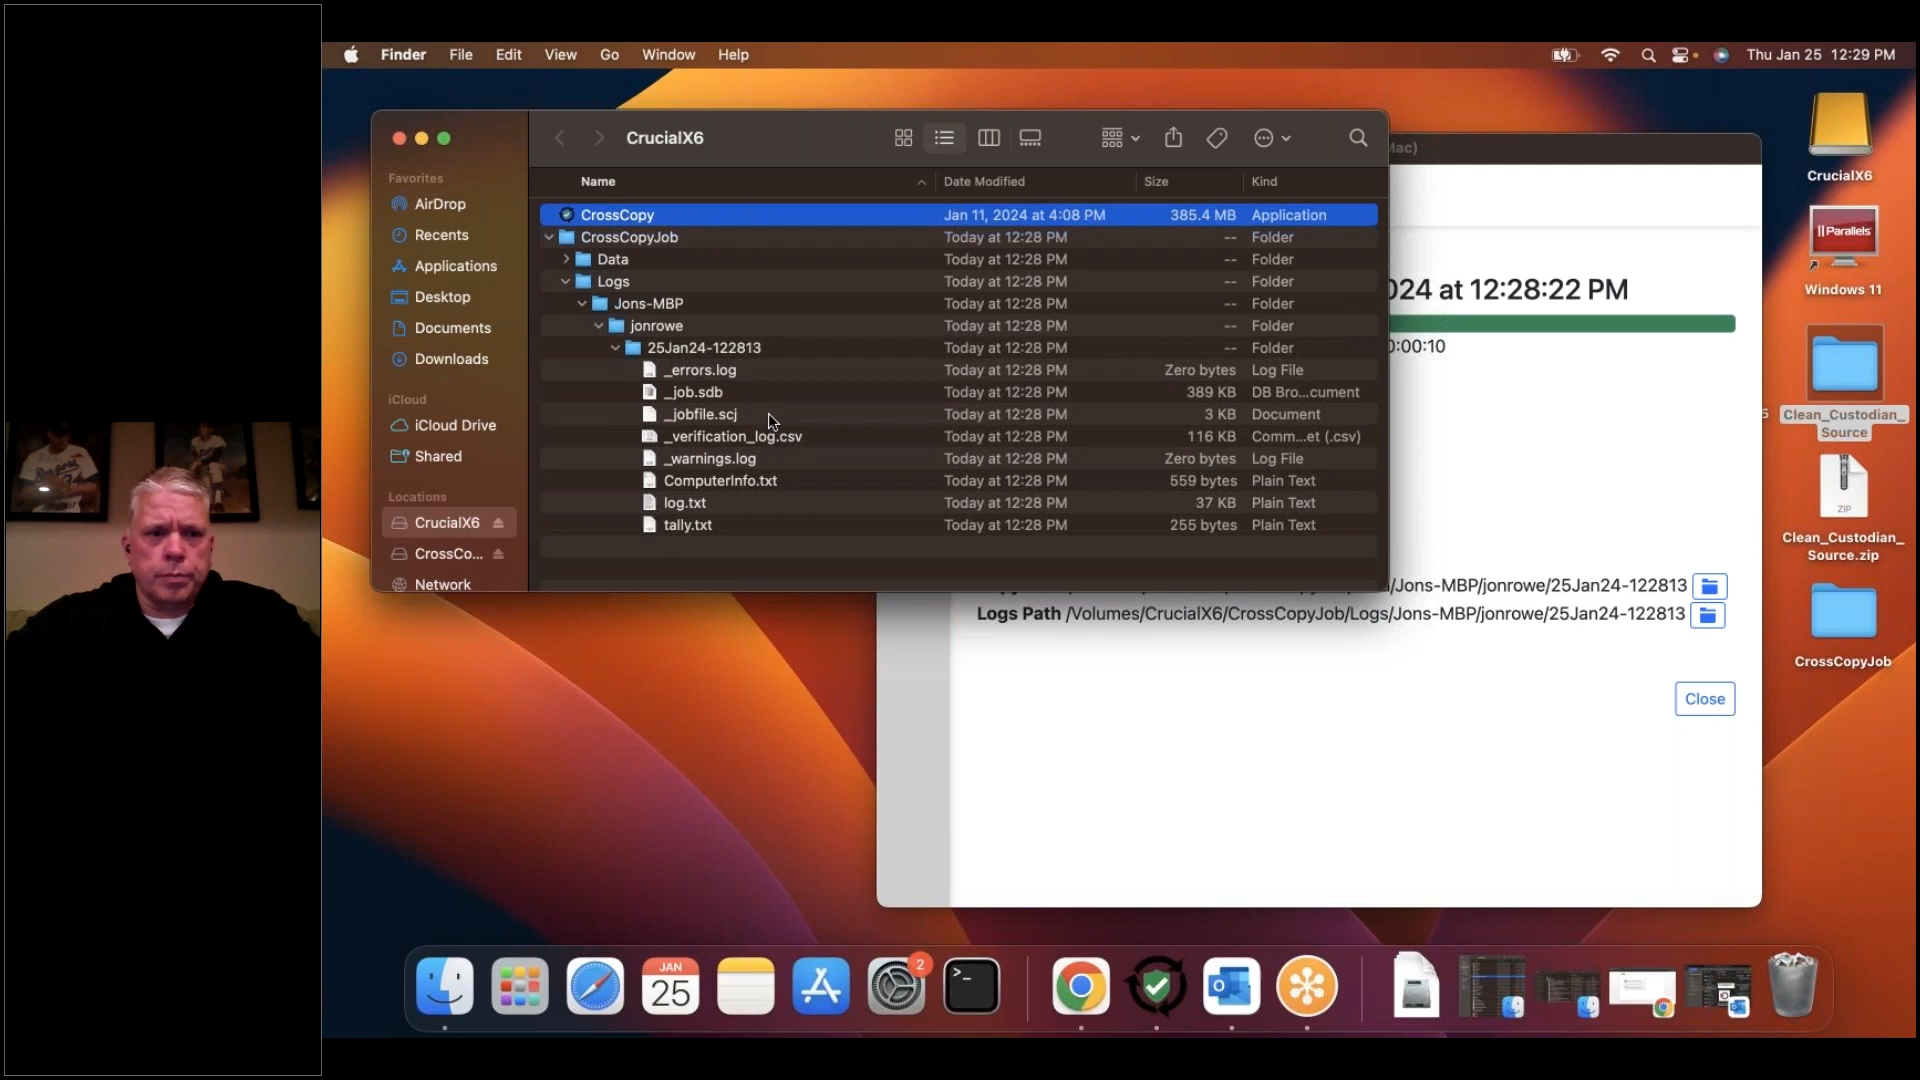 Finder File Edit View Go Window Help
Thu Jan 25 12:29 PM
CrucialX6
Name Date Modified Size Kind
Favorites
AirDrop
Recents
Applications
Desktop
Documents
Downloads
iCloud
iCloud Drive
Shared
Locations
CrucialX6
CrossCo...
Network
CrossCopy Jan 11, 2024 at 4:08 PM 385.4 MB Application
CrossCopyJob Today at 12:28 PM -- Folder
Data Today at 12:28 PM -- Folder
Logs Today at 12:28 PM -- Folder
Jons-MBP Today at 12:28 PM -- Folder
jonrowe Today at 12:28 PM -- Folder
25Jan24-122813 Today at 12:28 PM -- Folder
_errors.log Today at 12:28 PM Zero bytes Log File
_job.sdb Today at 12:28 PM 389 KB DB Bro...cument
_jobfile.scj Today at 12:28 PM 3 KB Document
_verification_log.csv Today at 12:28 PM 116 KB Comm...et (.csv)
_warnings.log Today at 12:28 PM Zero bytes Log File
ComputerInfo.txt Today at 12:28 PM 559 bytes Plain Text
log.txt Today at 12:28 PM 37 KB Plain Text
tally.txt Today at 12:28 PM 255 bytes Plain Text
Mac)
024 at 12:28:22 PM
0:00:10
/Jons-MBP/jonrowe/25Jan24-122813
Logs Path /Volumes/CrucialX6/CrossCopyJob/Logs/Jons-MBP/jonrowe/25Jan24-122813
Close
CrucialX6
Parallels
Windows 11
Clean_Custodian_
Source
ZIP
Clean_Custodian_
Source.zip
CrossCopyJob
JAN
25
2